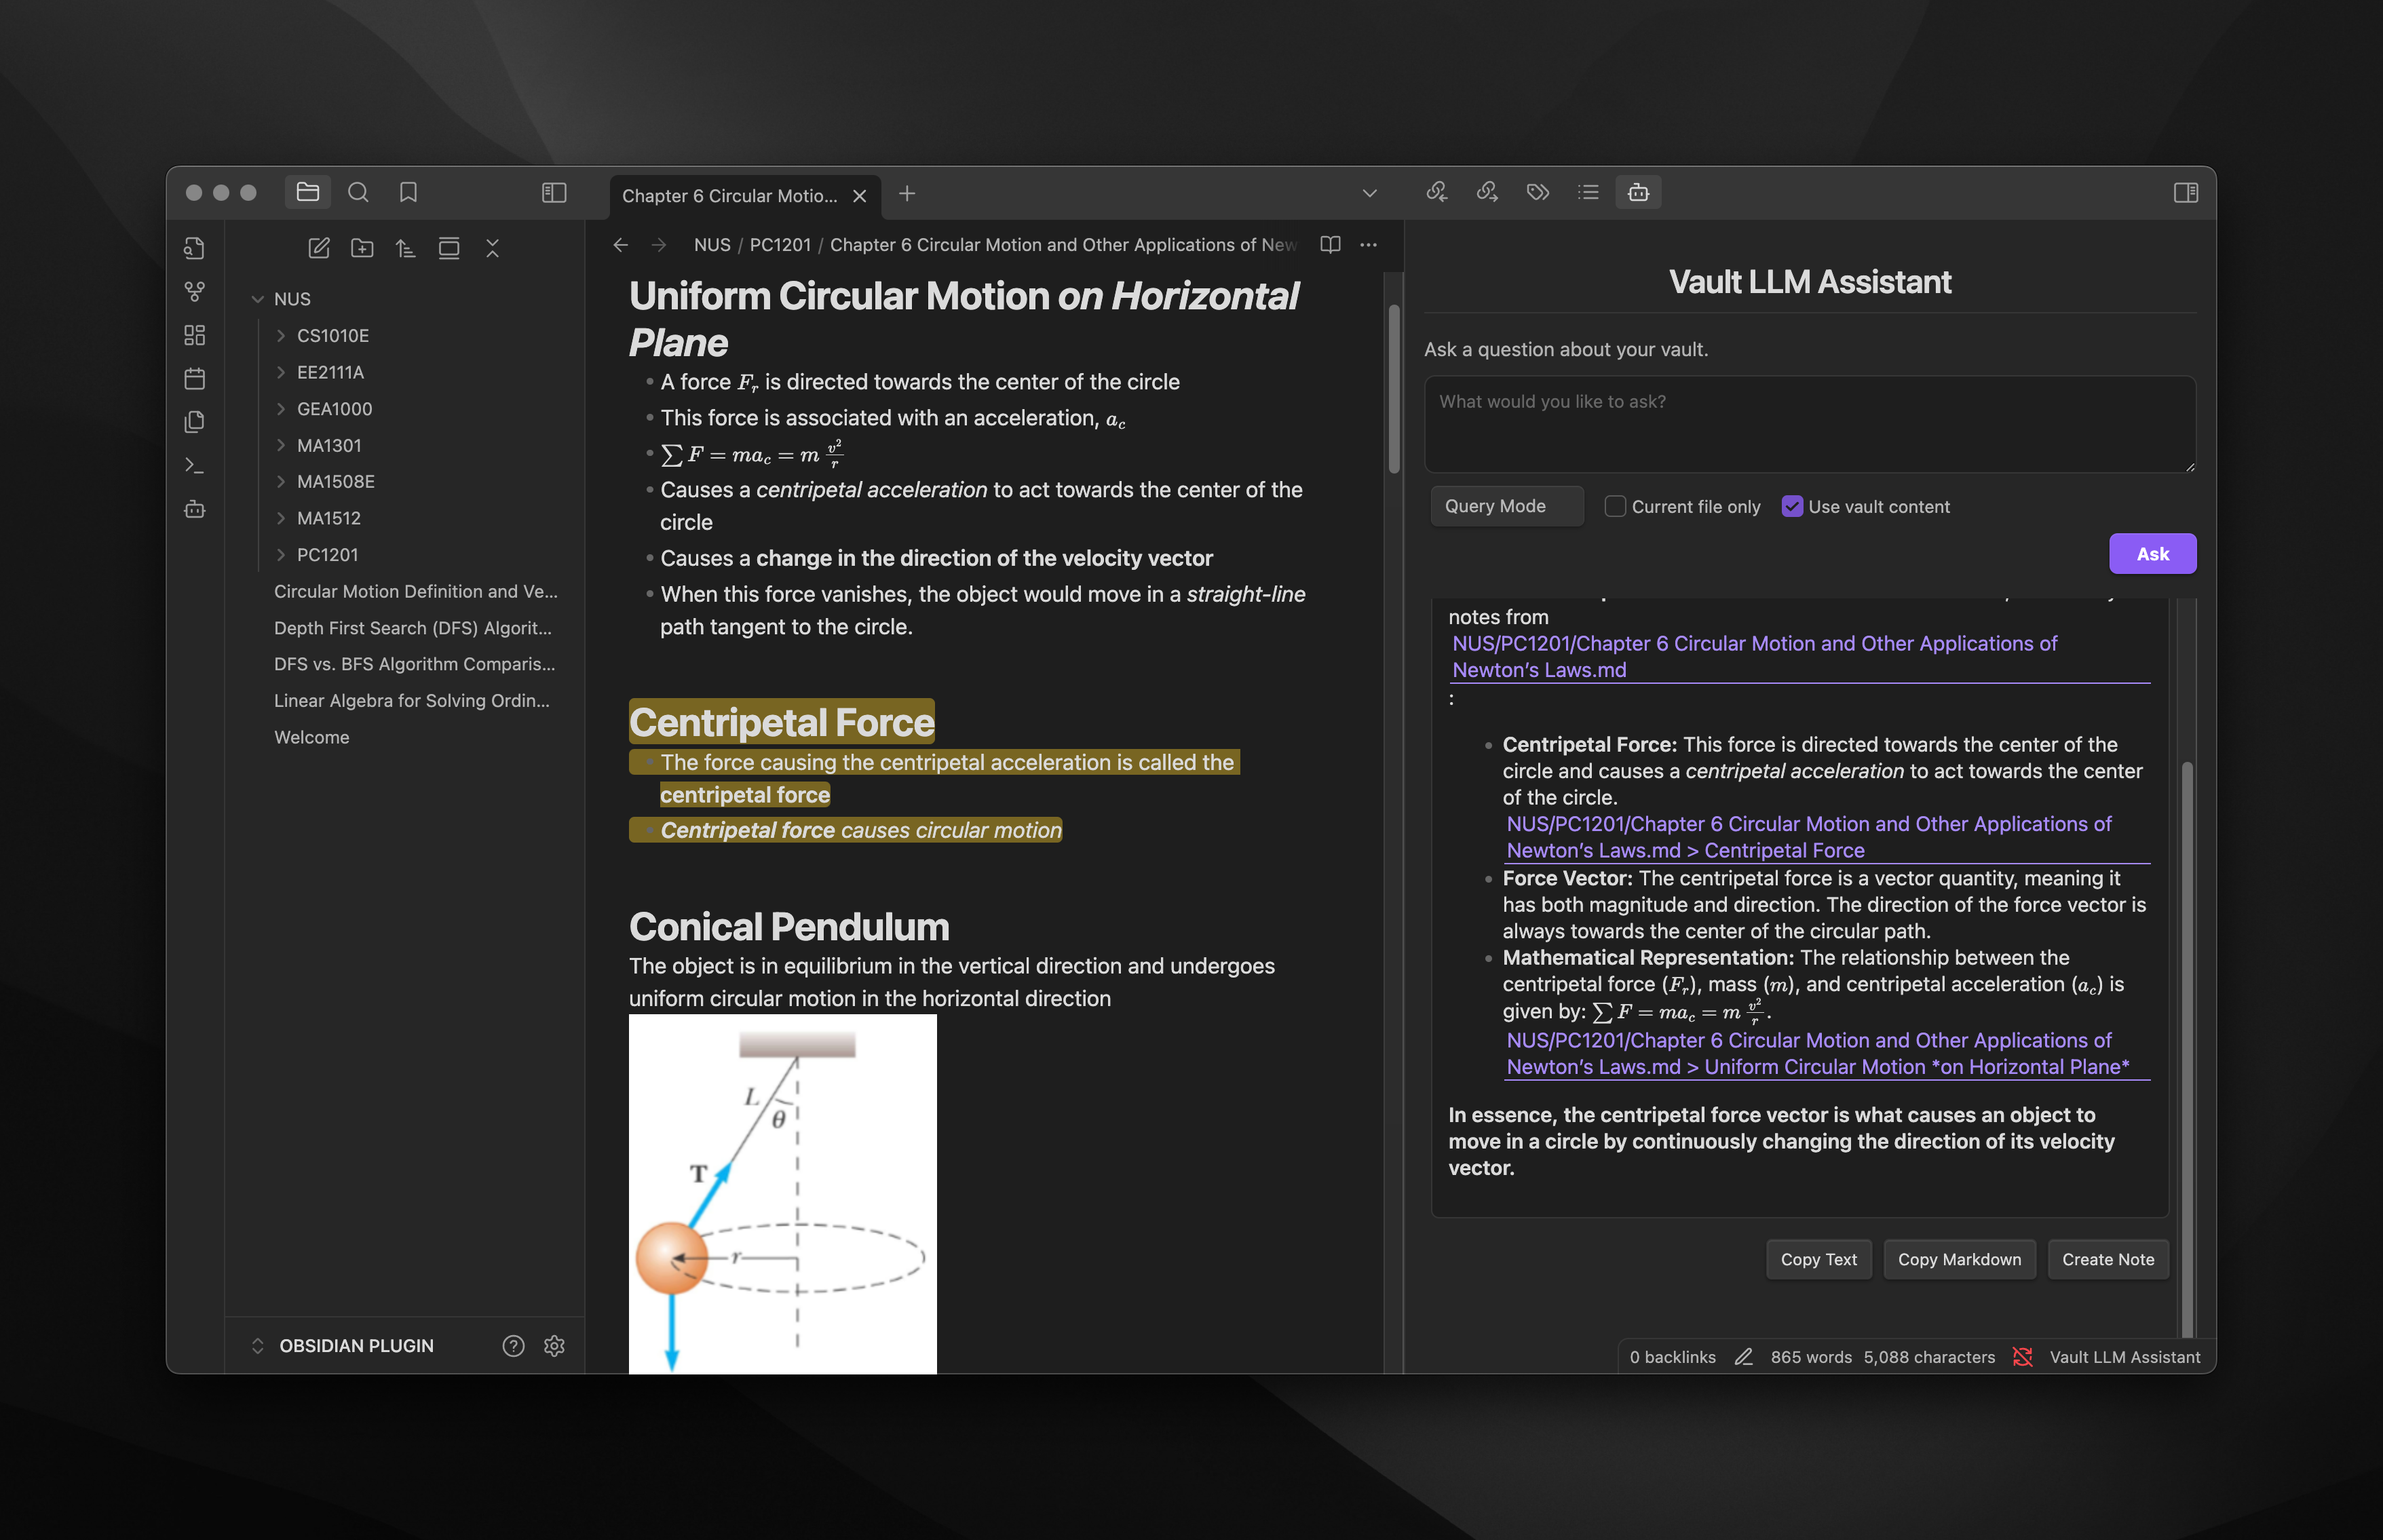 Chapter 6 Circular Motio...
NUS / PC1201 / Chapter 6 Circular Motion and Other Applications of New
NUS
CS1010E
EE2111A
GEA1000
MA1301
MA1508E
MA1512
PC1201
Circular Motion Definition and Ve...
Depth First Search (DFS) Algorit...
DFS vs. BFS Algorithm Comparis...
Linear Algebra for Solving Ordin...
Welcome
OBSIDIAN PLUGIN
Uniform Circular Motion on Horizontal
Plane
• A force F_r is directed towards the center of the circle
• This force is associated with an acceleration, a_c
• ∑ F = ma_c = m v²/r
• Causes a centripetal acceleration to act towards the center of the
circle
• Causes a change in the direction of the velocity vector
• When this force vanishes, the object would move in a straight-line
path tangent to the circle.
Centripetal Force
• The force causing the centripetal acceleration is called the
centripetal force
• Centripetal force causes circular motion
Conical Pendulum
The object is in equilibrium in the vertical direction and undergoes
uniform circular motion in the horizontal direction
L
θ
T
r
Vault LLM Assistant
Ask a question about your vault.
What would you like to ask?
Query Mode
Current file only
Use vault content
Ask
notes from
NUS/PC1201/Chapter 6 Circular Motion and Other Applications of
Newton's Laws.md
:
• Centripetal Force: This force is directed towards the center of the
circle and causes a centripetal acceleration to act towards the center
of the circle.
NUS/PC1201/Chapter 6 Circular Motion and Other Applications of
Newton's Laws.md > Centripetal Force
• Force Vector: The centripetal force is a vector quantity, meaning it
has both magnitude and direction. The direction of the force vector is
always towards the center of the circular path.
• Mathematical Representation: The relationship between the
centripetal force (F_r), mass (m), and centripetal acceleration (a_c) is
given by: ∑ F = ma_c = m v²/r.
NUS/PC1201/Chapter 6 Circular Motion and Other Applications of
Newton's Laws.md > Uniform Circular Motion *on Horizontal Plane*
In essence, the centripetal force vector is what causes an object to
move in a circle by continuously changing the direction of its velocity
vector.
Copy Text
Copy Markdown
Create Note
0 backlinks
865 words 5,088 characters
Vault LLM Assistant